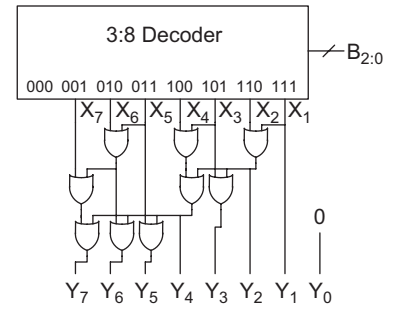 3:8 Decoder
B2:0
000 001 010 011 100 101 110 111
X7 X6 X5 X4 X3 X2 X1
0
Y7 Y6 Y5 Y4 Y3 Y2 Y1 Y0